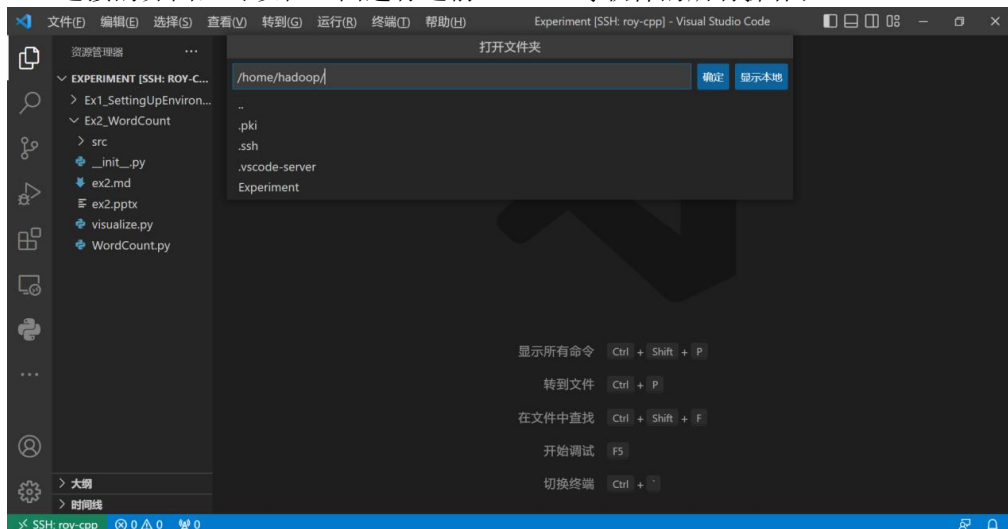 文件(F) 编辑(E) 选择(S) 查看(V) 转到(G) 运行(R) 终端(T) 帮助(H) Experiment [SSH: roy-cpp] - Visual Studio Code
资源管理器 ···
打开文件夹
EXPERIMENT [SSH: ROY-C...
/home/hadoop/ 确定 显示本地
> Ex1_SettingUpEnviron...
..
Ex2_WordCount
.pki
> src
.ssh
__init__.py
.vscode-server
ex2.md
Experiment
ex2.pptx
visualize.py
WordCount.py
显示所有命令 Ctrl + Shift + P
转到文件 Ctrl + P
在文件中查找 Ctrl + Shift + F
开始调试 F5
切换终端 Ctrl + `
> 大纲
> 时间线
SSH: roy-cpp 0 0 0